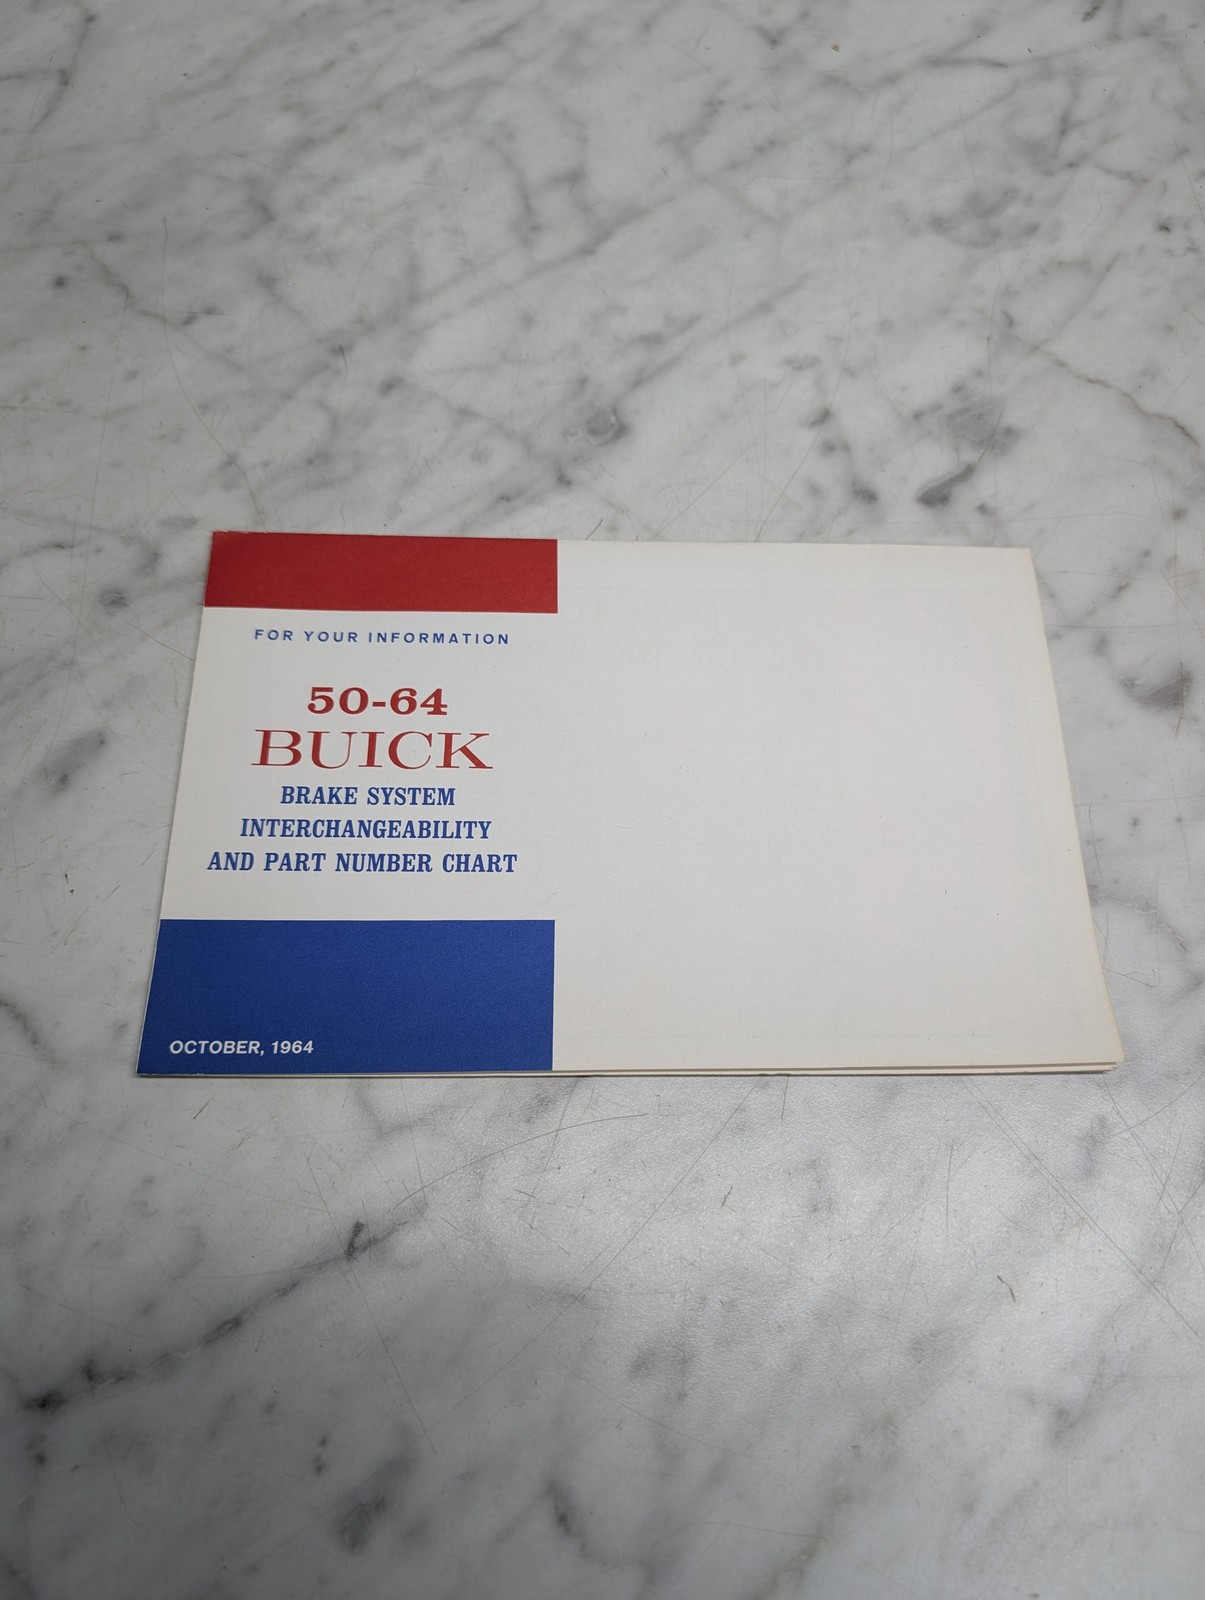 FOR YOUR INFORMATION
50-64
BUICK
BRAKE SYSTEM
INTERCHANGEABILITY
AND PART NUMBER CHART
OCTOBER, 1964